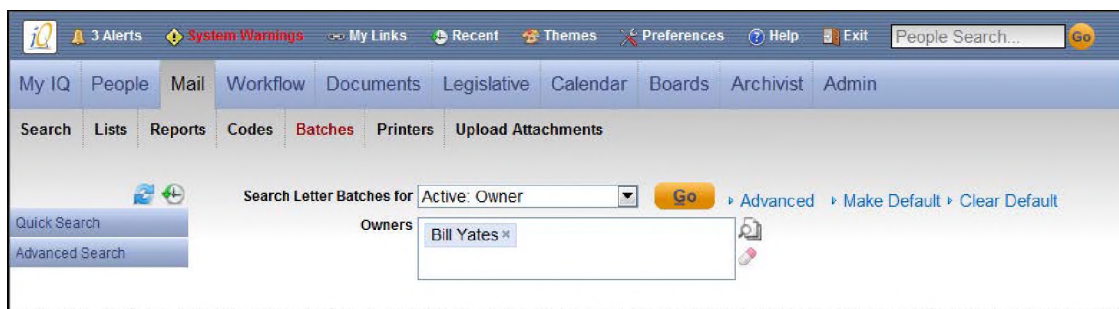 iQ 3 Alerts System Warnings My Links Recent Themes Preferences Help Exit People Search... Go
My IQ People Mail Workflow Documents Legislative Calendar Boards Archivist Admin
Search Lists Reports Codes Batches Printers Upload Attachments
Search Letter Batches for Active: Owner Go Advanced Make Default Clear Default
Quick Search
Owners Bill Yates ×
Advanced Search